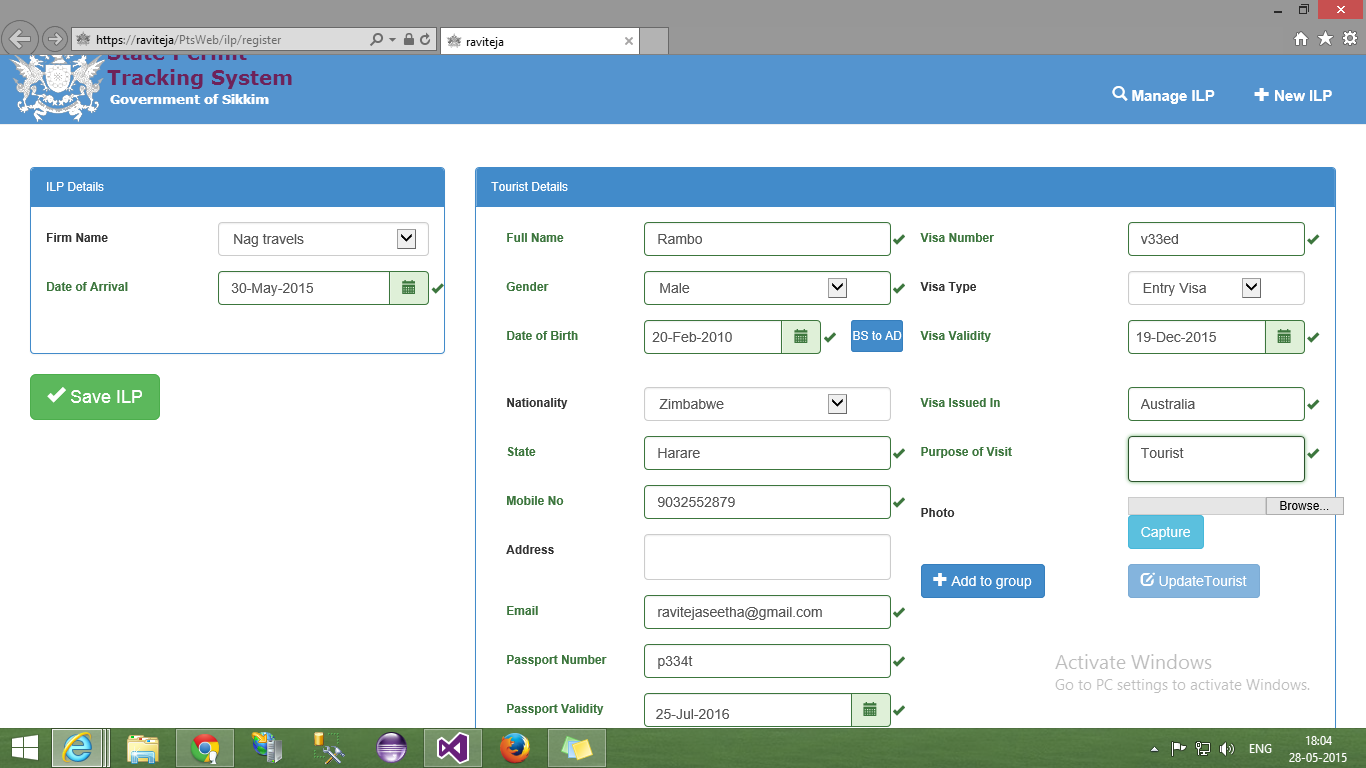 https://raviteja/PtsWeb/ilp/register
raviteja
State Permit
Tracking System
Government of Sikkim
Manage ILP
New ILP
ILP Details
Firm Name
Nag travels
Date of Arrival
30-May-2015
Save ILP
Tourist Details
Full Name
Rambo
Visa Number
v33ed
Gender
Male
Visa Type
Entry Visa
Date of Birth
20-Feb-2010
BS to AD
Visa Validity
19-Dec-2015
Nationality
Zimbabwe
Visa Issued In
Australia
State
Harare
Purpose of Visit
Tourist
Mobile No
9032552879
Photo
Browse...
Capture
Address
Add to group
UpdateTourist
Email
ravitejaseetha@gmail.com
Passport Number
p334t
Passport Validity
25-Jul-2016
Activate Windows
Go to PC settings to activate Windows.
ENG
18:04
28-05-2015